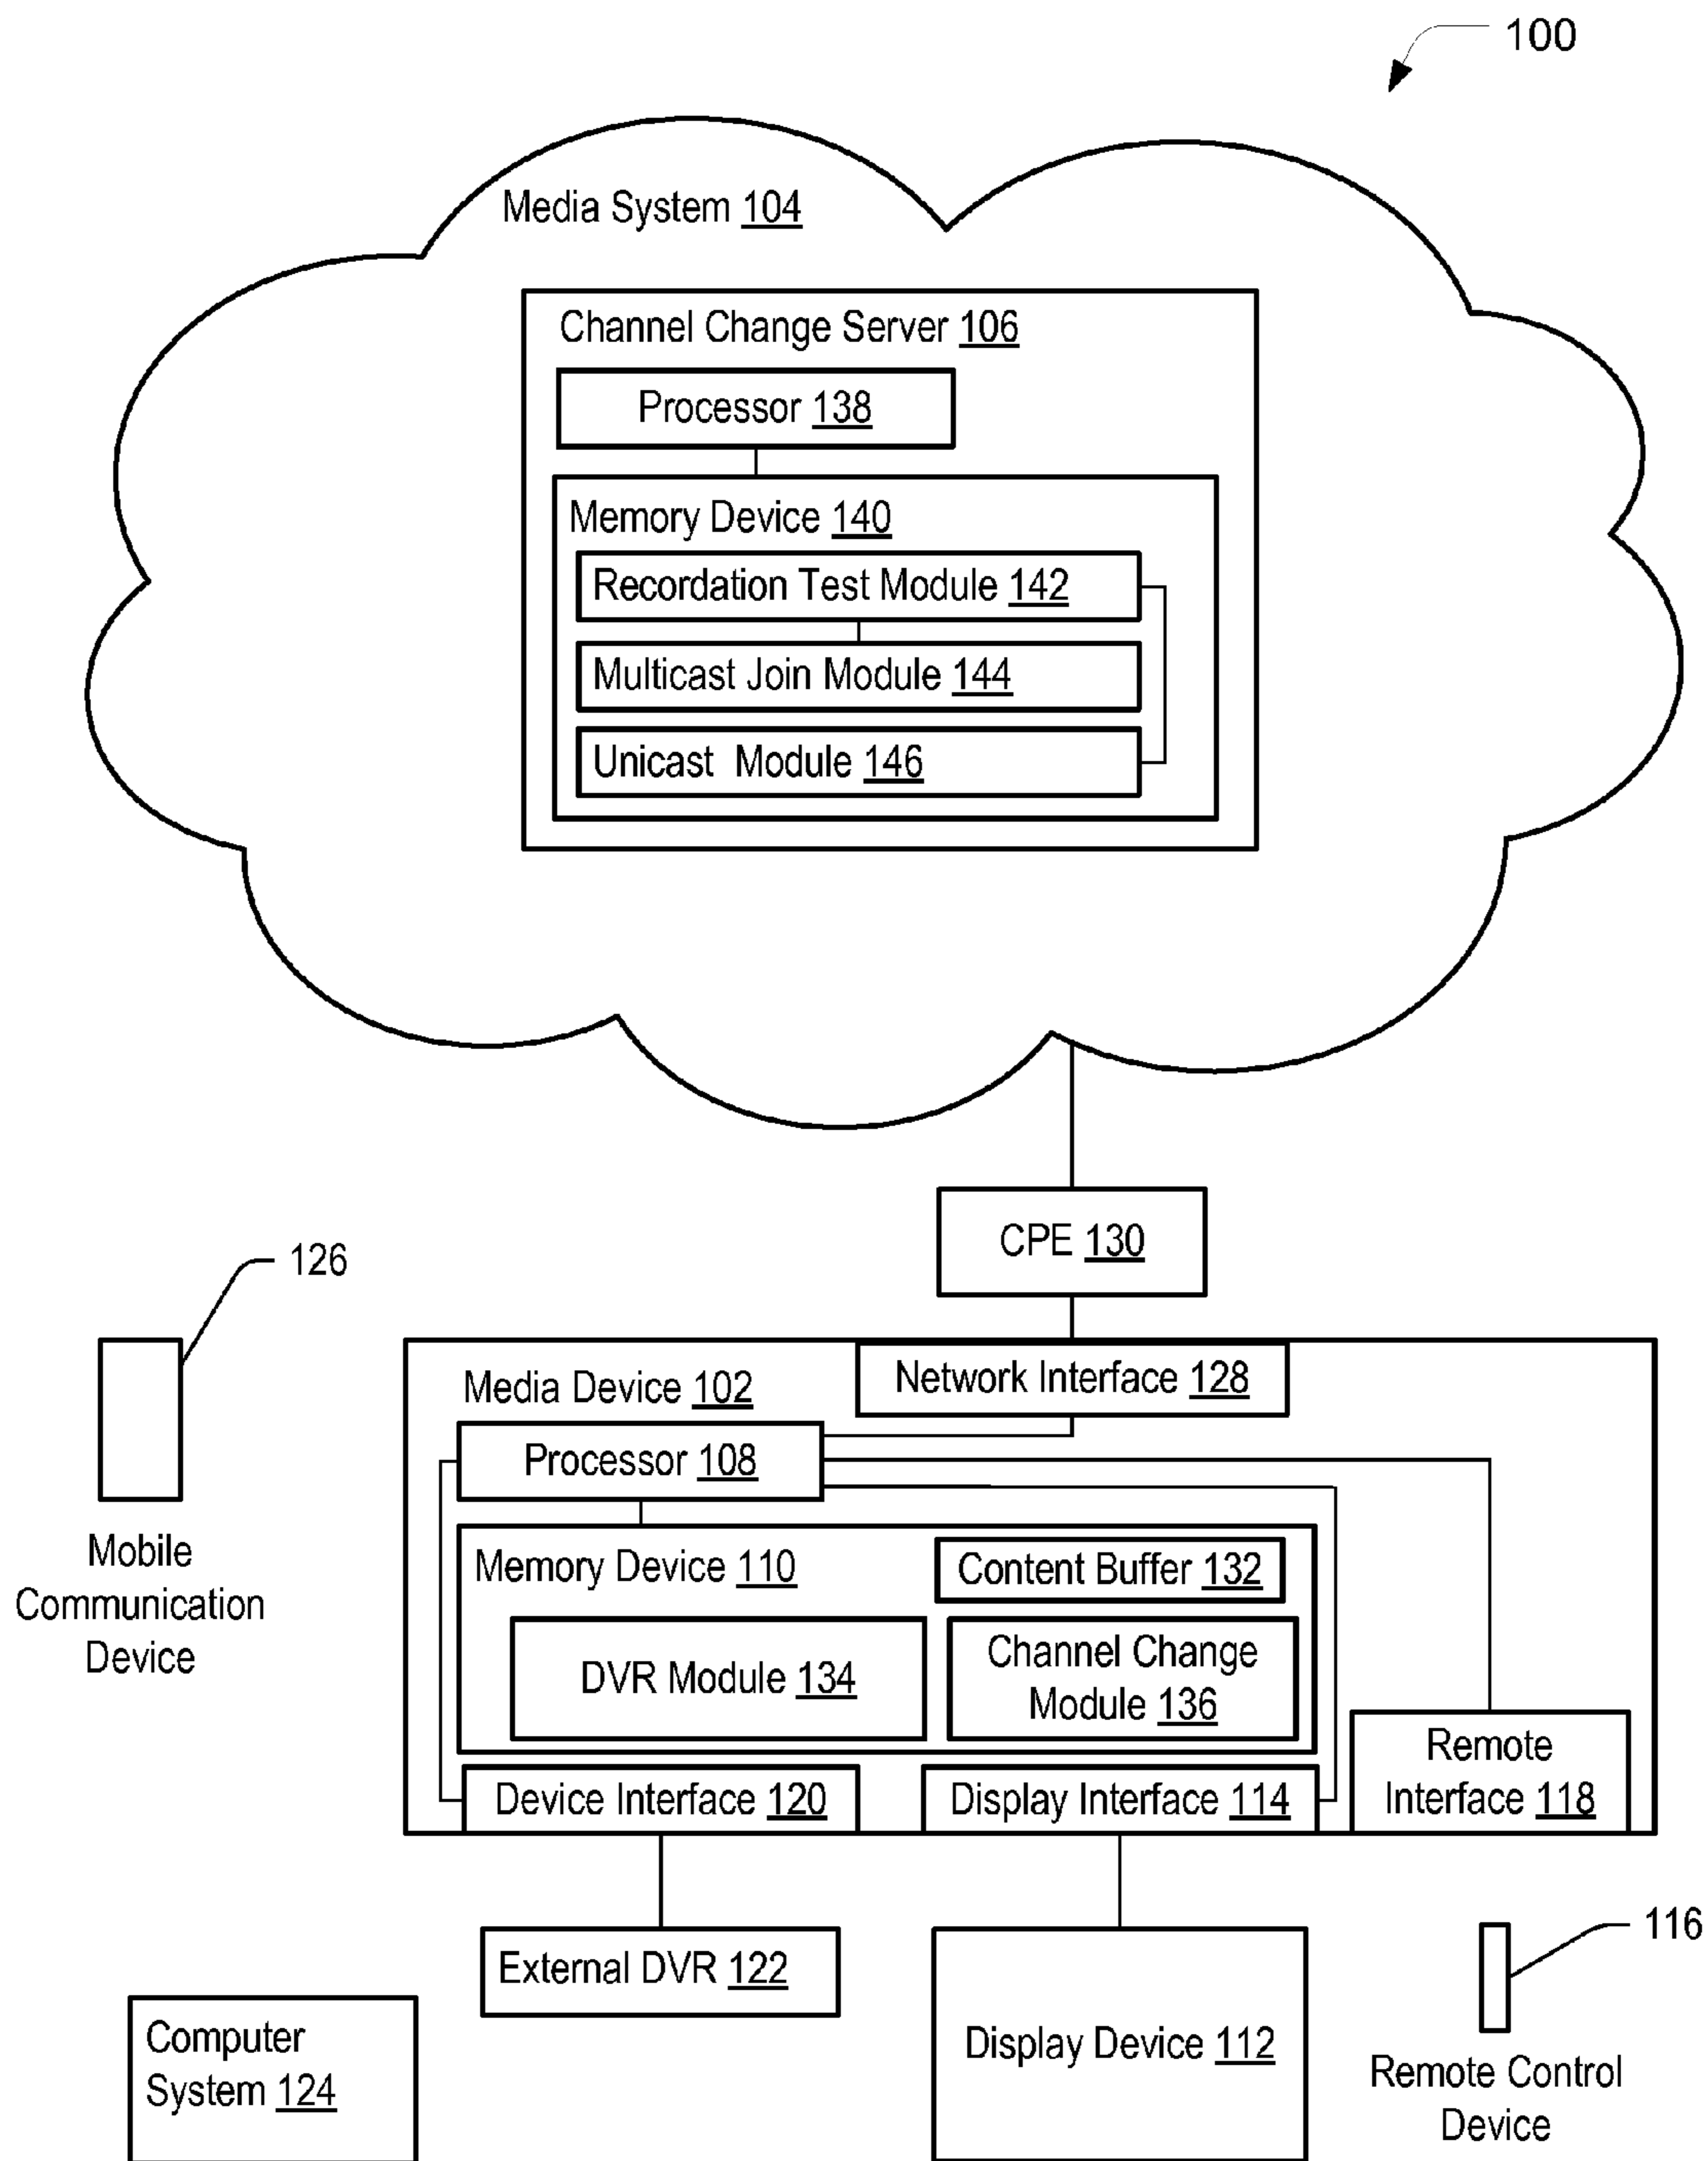 100
Media System 104
Channel Change Server 106
Processor 138
Memory Device 140
Recordation Test Module 142
Multicast Join Module 144
Unicast Module 146
CPE 130
126
Mobile
Communication
Device
Media Device 102
Network Interface 128
Processor 108
Memory Device 110
Content Buffer 132
DVR Module 134
Channel Change
Module 136
Remote
Interface 118
Device Interface 120
Display Interface 114
External DVR 122
116
Computer
System 124
Display Device 112
Remote Control
Device